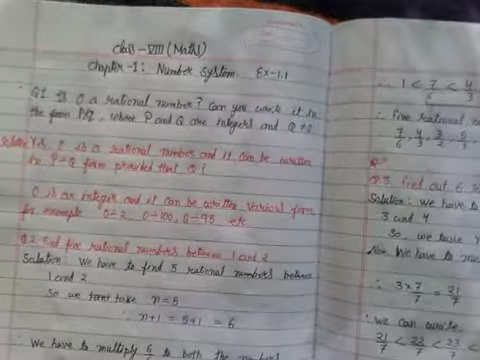 Class-VIII (Maths)
Chapter-1: Number System. Ex-1.1
Q1 Is 0 a rational number? Can you write it in
the form P/Q, where P and Q are integers and Q ≠ 0
Yes, is a rational number and it can be written
in P÷Q form provided that Q
0 is an integer and it can be written various form
for example 0÷2, 0÷100, 0÷95 etc
Q.2 Find five rational numbers between 1 and 2
Solution: We have to find 5 rational numbers between
1 and 2.
So we take n=5
∴ n+1 = 5+1 = 6
We have to multiply 6/ to both the
∴ 1 < 7/6 < 4/3
∴ Five rational
7/6, 4/3, 3/2, 5/3
Q.3 Find out 6
Solution: We have to
3 and 4
So, we take
Now, We have to
∴ 3 × 7/7 = 21/7
We can write
21/7 < 22/7 < 23/7 <